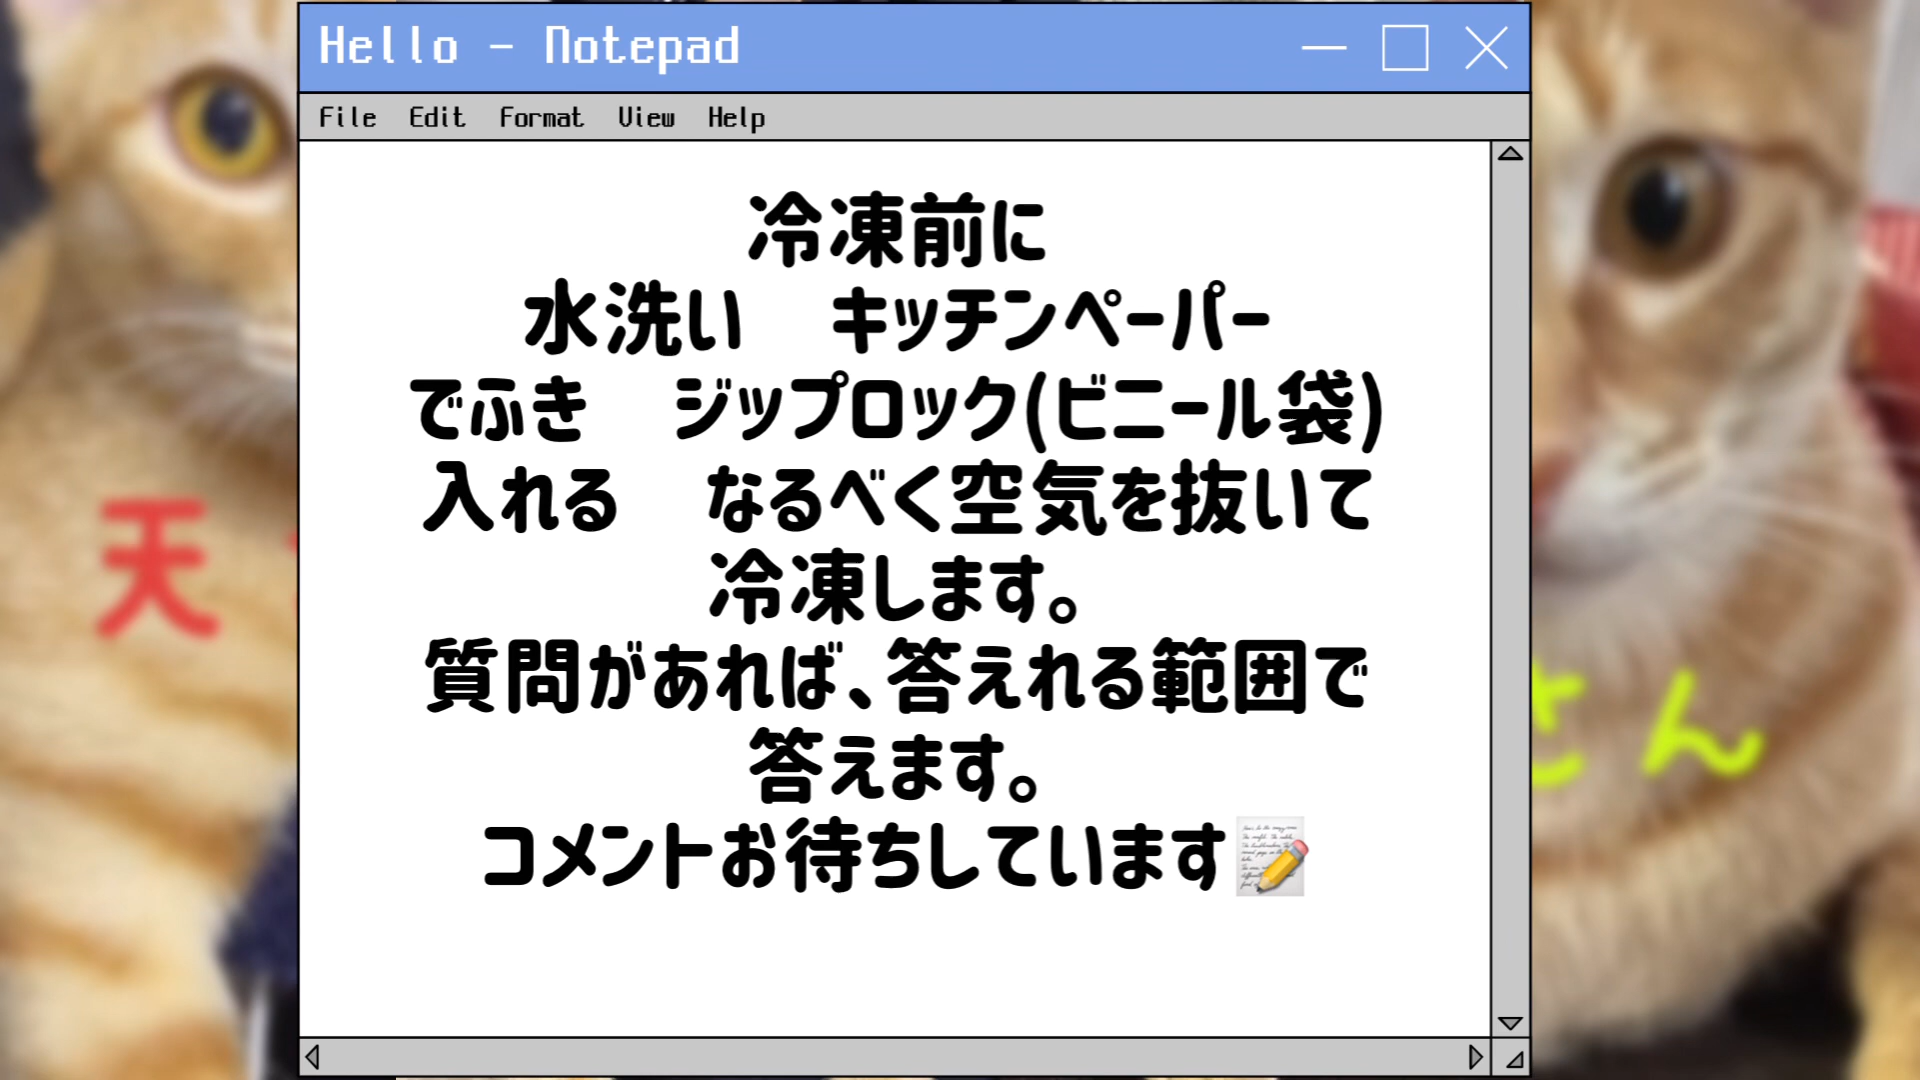 Hello - Notepad
File Edit Format View Help
冷凍前に
水洗い　キッチンペーパー
でふき　ジップロック(ビニール袋)
入れる　なるべく空気を抜いて
冷凍します。
質問があれば、答えれる範囲で
答えます。
コメントお待ちしています📝
天
さん